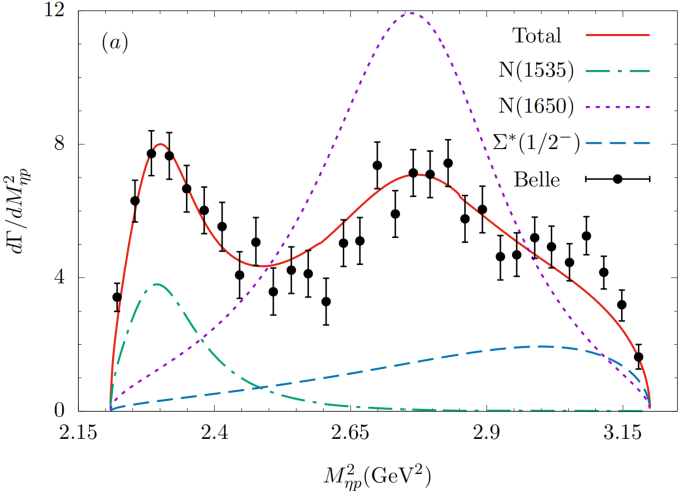 12
8
4
0
dΓ/dM²ηp
(a)
Total
N(1535)
N(1650)
Σ*(1/2⁻)
Belle
2.15 2.4 2.65 2.9 3.15
M²ηp(GeV²)